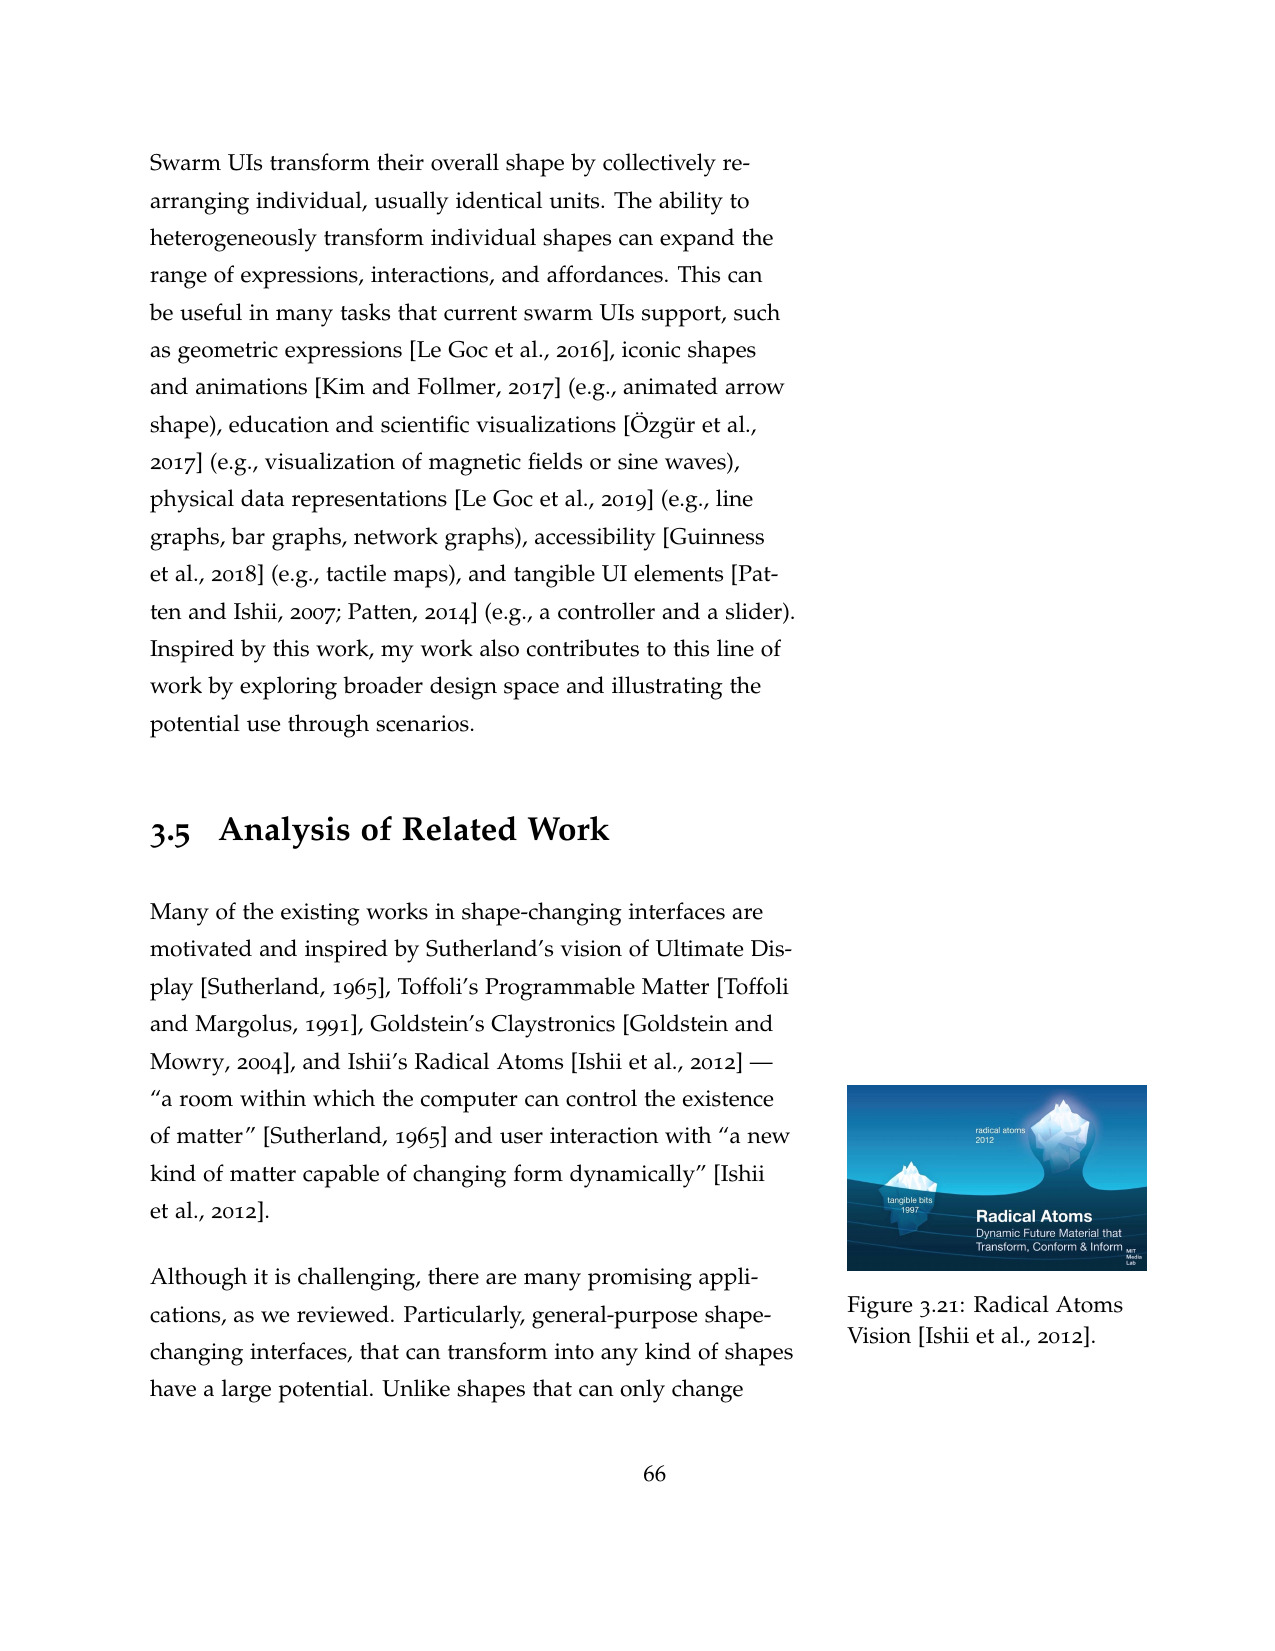 Swarm UIs transform their overall shape by collectively re-
arranging individual, usually identical units. The ability to
heterogeneously transform individual shapes can expand the
range of expressions, interactions, and affordances. This can
be useful in many tasks that current swarm UIs support, such
as geometric expressions [Le Goc et al., 2016], iconic shapes
and animations [Kim and Follmer, 2017] (e.g., animated arrow
shape), education and scientific visualizations [Özgür et al.,
2017] (e.g., visualization of magnetic fields or sine waves),
physical data representations [Le Goc et al., 2019] (e.g., line
graphs, bar graphs, network graphs), accessibility [Guinness
et al., 2018] (e.g., tactile maps), and tangible UI elements [Pat-
ten and Ishii, 2007; Patten, 2014] (e.g., a controller and a slider).
Inspired by this work, my work also contributes to this line of
work by exploring broader design space and illustrating the
potential use through scenarios.
3.5 Analysis of Related Work
Many of the existing works in shape-changing interfaces are
motivated and inspired by Sutherland's vision of Ultimate Dis-
play [Sutherland, 1965], Toffoli's Programmable Matter [Toffoli
and Margolus, 1991], Goldstein's Claystronics [Goldstein and
Mowry, 2004], and Ishii's Radical Atoms [Ishii et al., 2012] —
“a room within which the computer can control the existence
of matter” [Sutherland, 1965] and user interaction with “a new
kind of matter capable of changing form dynamically” [Ishii
et al., 2012].
Although it is challenging, there are many promising appli-
cations, as we reviewed. Particularly, general-purpose shape-
changing interfaces, that can transform into any kind of shapes
have a large potential. Unlike shapes that can only change
radical atoms
2012
tangible bits
1997
Radical Atoms
Dynamic Future Material that
Transform, Conform & Inform
MIT
Media
Lab
Figure 3.21: Radical Atoms
Vision [Ishii et al., 2012].
66